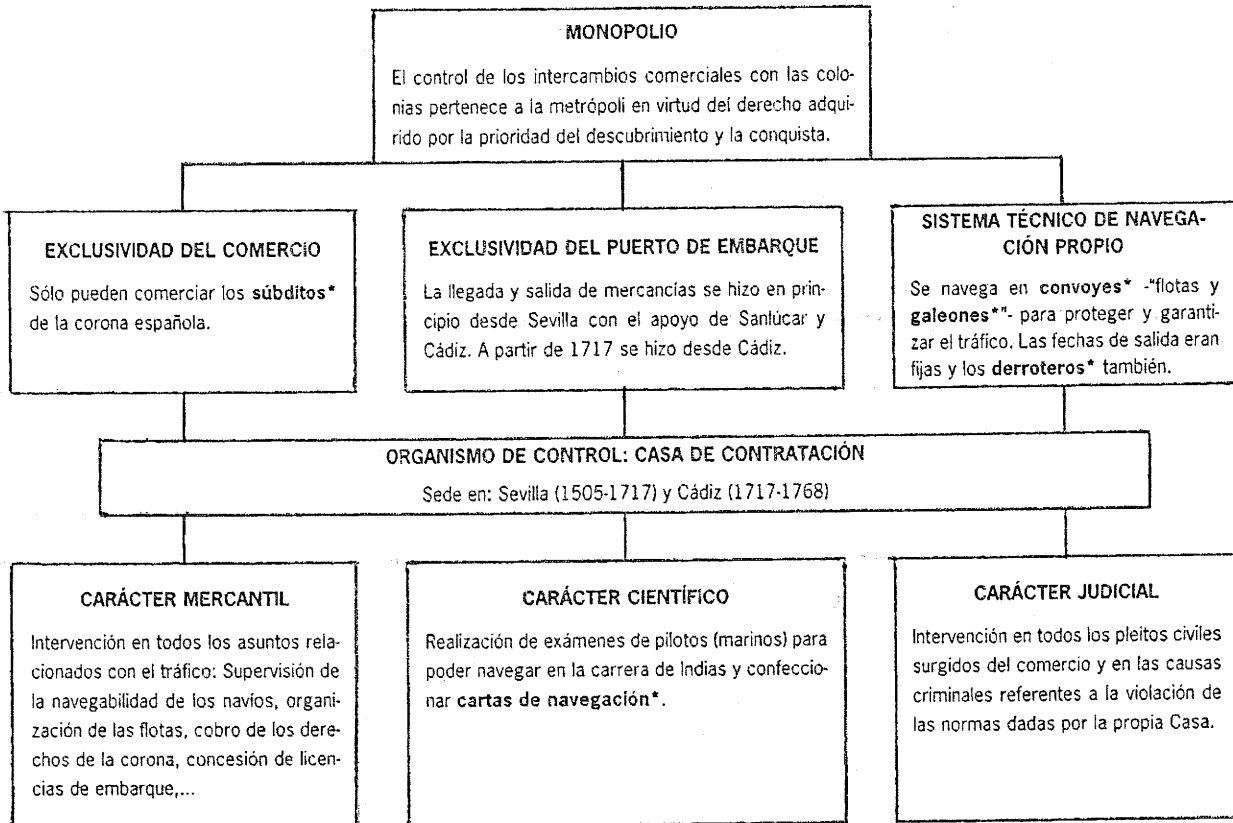 MONOPOLIO
El control de los intercambios comerciales con las colo-
nias pertenece a la metrópoli en virtud del derecho adqui-
rido por la prioridad del descubrimiento y la conquista.
EXCLUSIVIDAD DEL COMERCIO
Sólo pueden comerciar los súbditos*
de la corona española.
EXCLUSIVIDAD DEL PUERTO DE EMBARQUE
La llegada y salida de mercancías se hizo en prin-
cipio desde Sevilla con el apoyo de Sanlúcar y
Cádiz. A partir de 1717 se hizo desde Cádiz.
SISTEMA TÉCNICO DE NAVEGA-
CIÓN PROPIO
Se navega en convoyes* -"flotas y
galeones*"- para proteger y garanti-
zar el tráfico. Las fechas de salida eran
fijas y los derroteros* también.
ORGANISMO DE CONTROL: CASA DE CONTRATACIÓN
Sede en: Sevilla (1505-1717) y Cádiz (1717-1768)
CARÁCTER MERCANTIL
Intervención en todos los asuntos rela-
cionados con el tráfico: Supervisión de
la navegabilidad de los navíos, organi-
zación de las flotas, cobro de los dere-
chos de la corona, concesión de licen-
cias de embarque,...
CARÁCTER CIENTÍFICO
Realización de exámenes de pilotos (marinos) para
poder navegar en la carrera de Indias y confeccio-
nar cartas de navegación*.
CARÁCTER JUDICIAL
Intervención en todos los pleitos civiles
surgidos del comercio y en las causas
criminales referentes a la violación de
las normas dadas por la propia Casa.